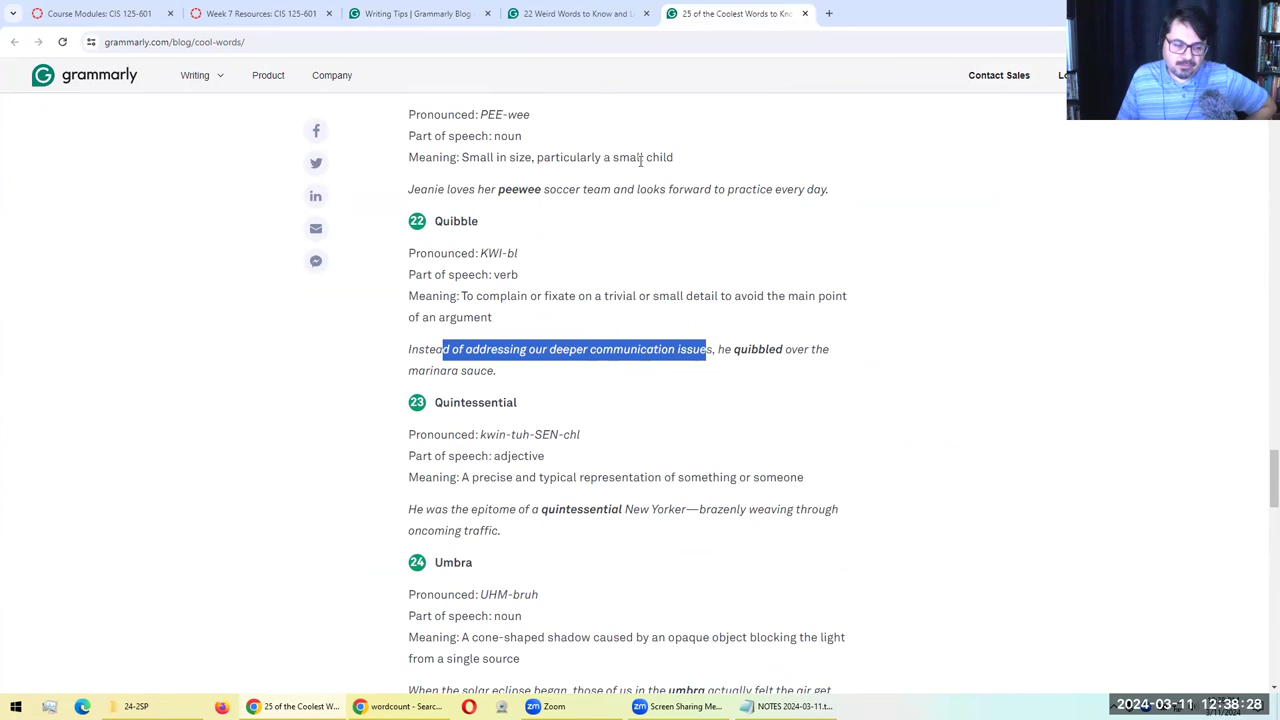 Course Modules: CIS 125-601
Week 7 Resources: CIS 125-601
Writing Tips | Grammarly Blog
22 Weird Words to Know and L
25 of the Coolest Words to Kno
grammarly.com/blog/cool-words/
grammarly
Writing
Product
Company
Contact Sales
Lo
Pronounced: PEE-wee
Part of speech: noun
Meaning: Small in size, particularly a small child
Jeanie loves her peewee soccer team and looks forward to practice every day.
22 Quibble
Pronounced: KWI-bl
Part of speech: verb
Meaning: To complain or fixate on a trivial or small detail to avoid the main point
of an argument
Instead of addressing our deeper communication issues, he quibbled over the
marinara sauce.
23 Quintessential
Pronounced: kwin-tuh-SEN-chl
Part of speech: adjective
Meaning: A precise and typical representation of something or someone
He was the epitome of a quintessential New Yorker—brazenly weaving through
oncoming traffic.
24 Umbra
Pronounced: UHM-bruh
Part of speech: noun
Meaning: A cone-shaped shadow caused by an opaque object blocking the light
from a single source
When the solar eclipse began, those of us in the umbra actually felt the air get
24-ZSP
25 of the Coolest W...
wordcount - Searc...
Zoom
Screen Sharing Me...
NOTES 2024-03-11.t...
2024-03-11 12:38:28